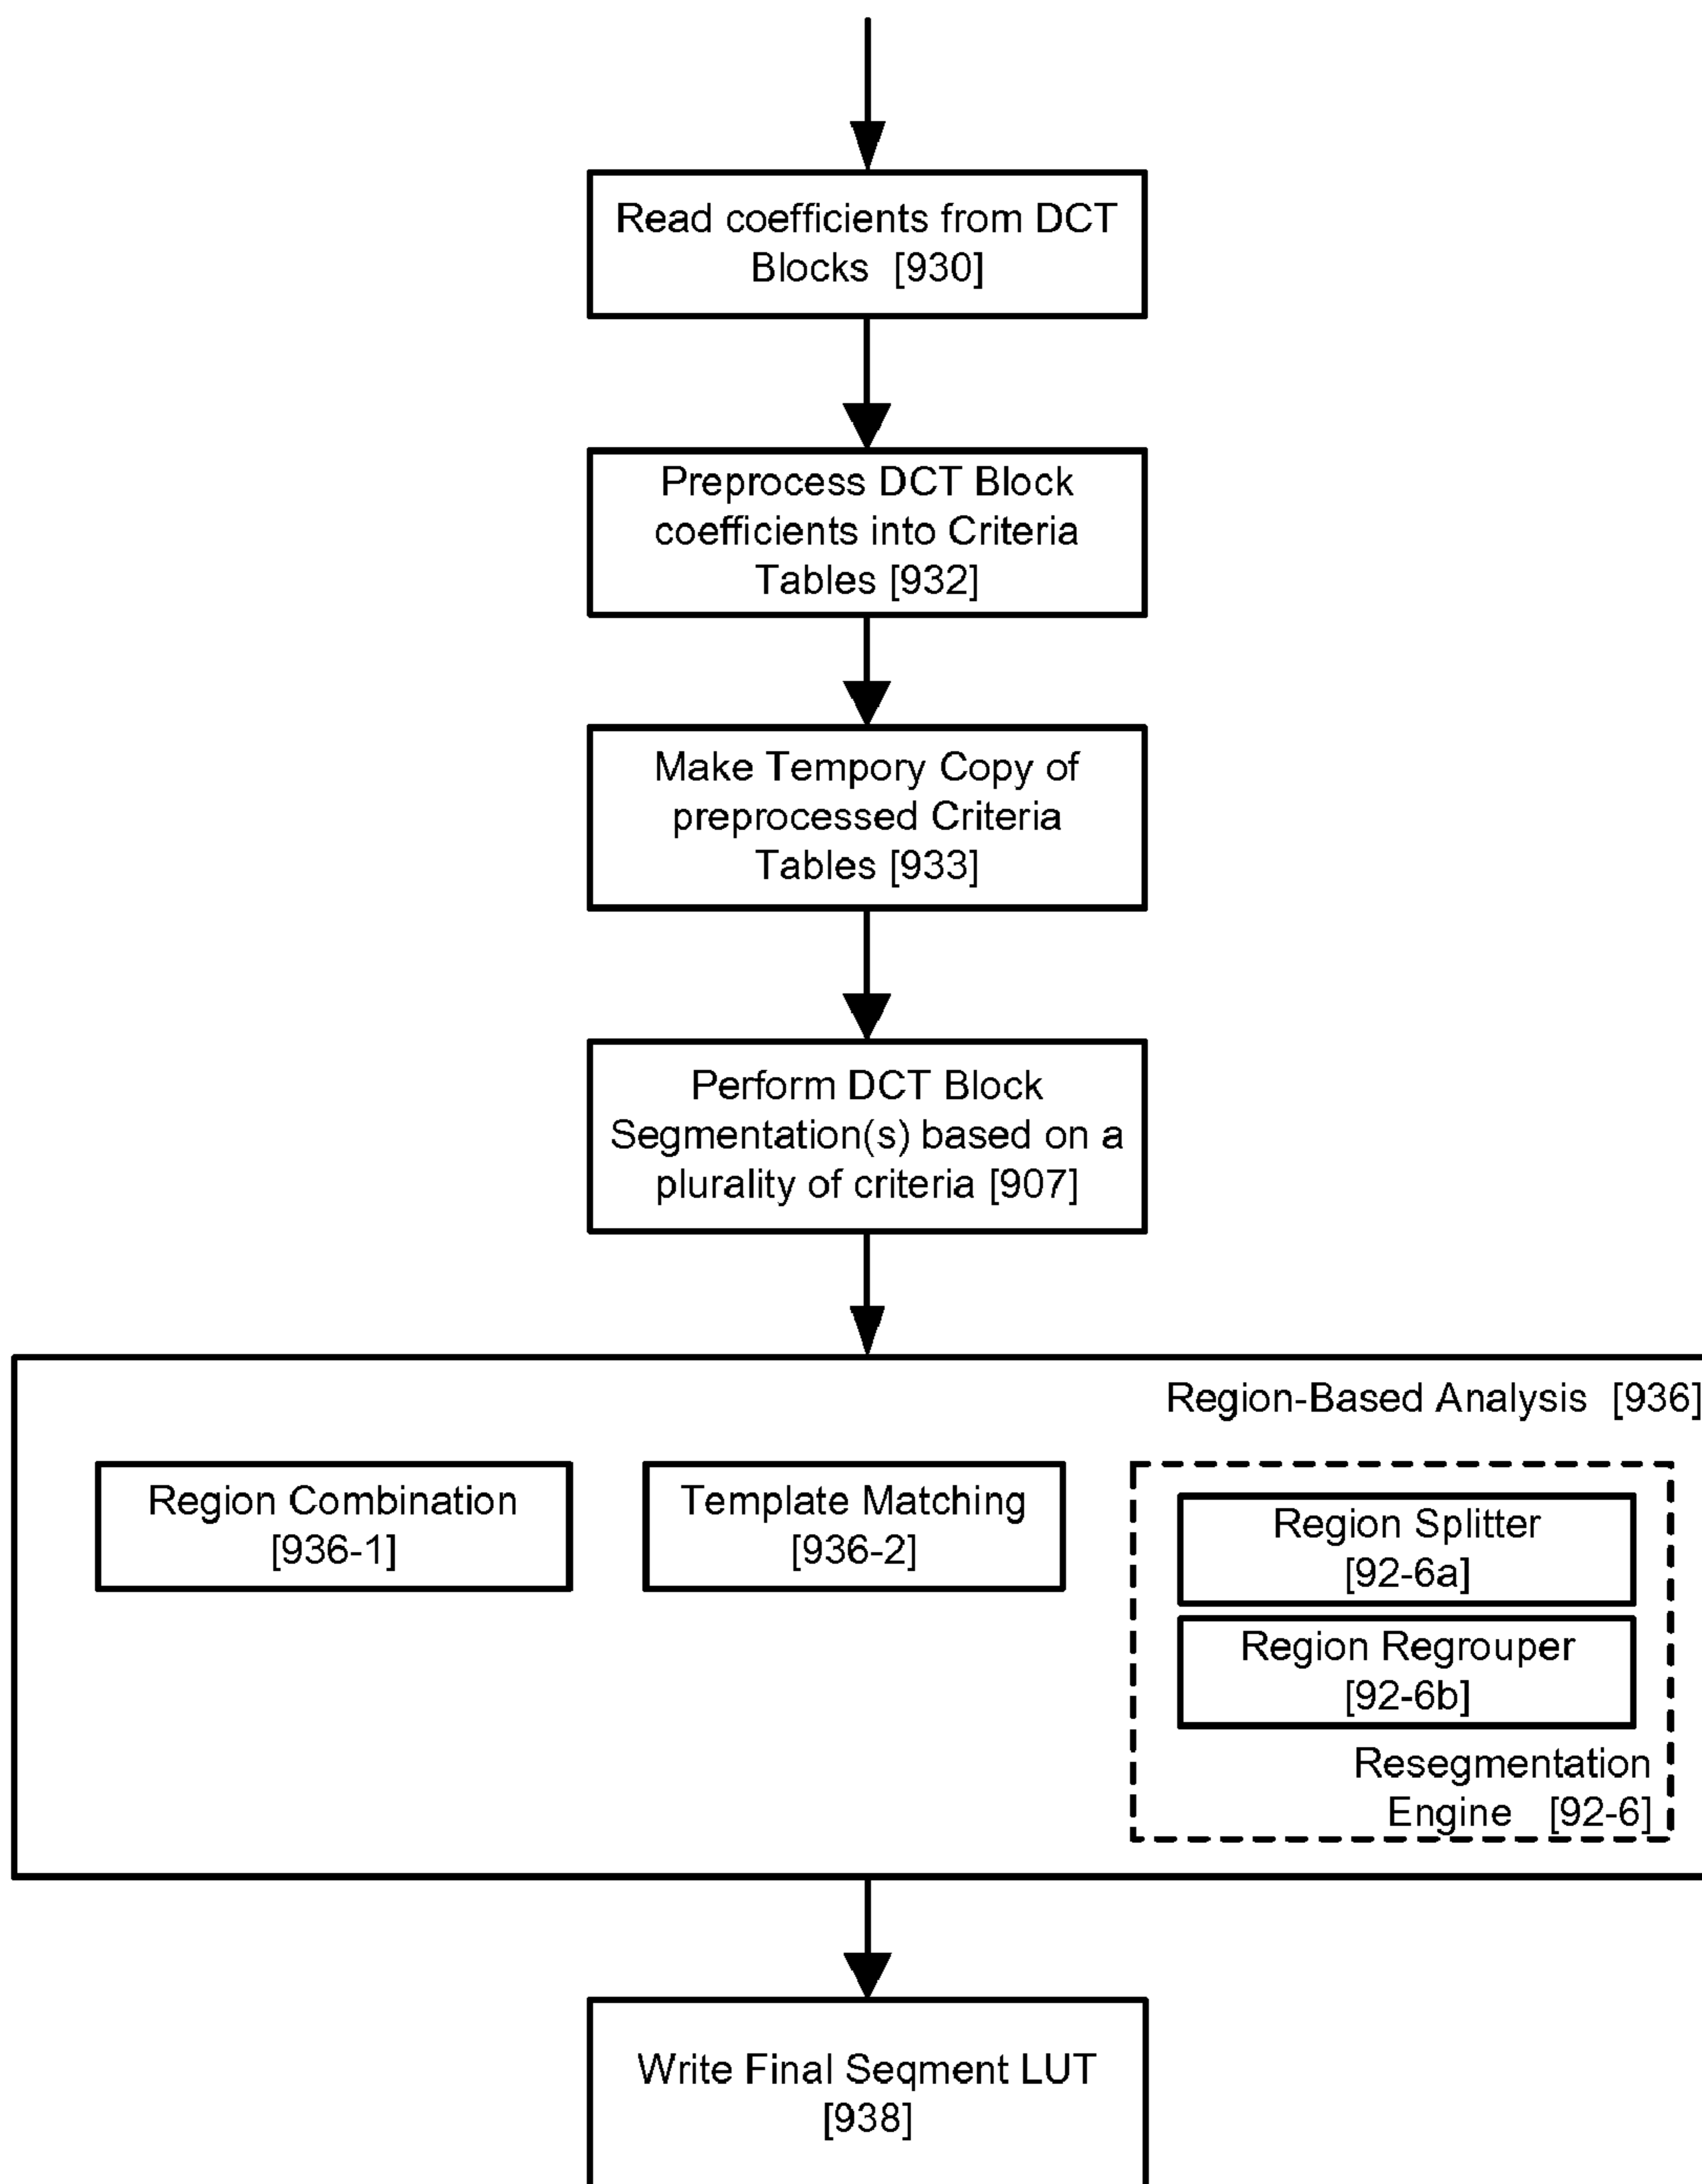 Read coefficients from DCT
Blocks [930]
Preprocess DCT Block
coefficients into Criteria
Tables [932]
Make Tempory Copy of
preprocessed Criteria
Tables [933]
Perform DCT Block
Segmentation(s) based on a
plurality of criteria [907]
Region-Based Analysis [936]
Region Combination
[936-1]
Template Matching
[936-2]
Region Splitter
[92-6a]
Region Regrouper
[92-6b]
Resegmentation
Engine [92-6]
Write Final Seqment LUT
[938]